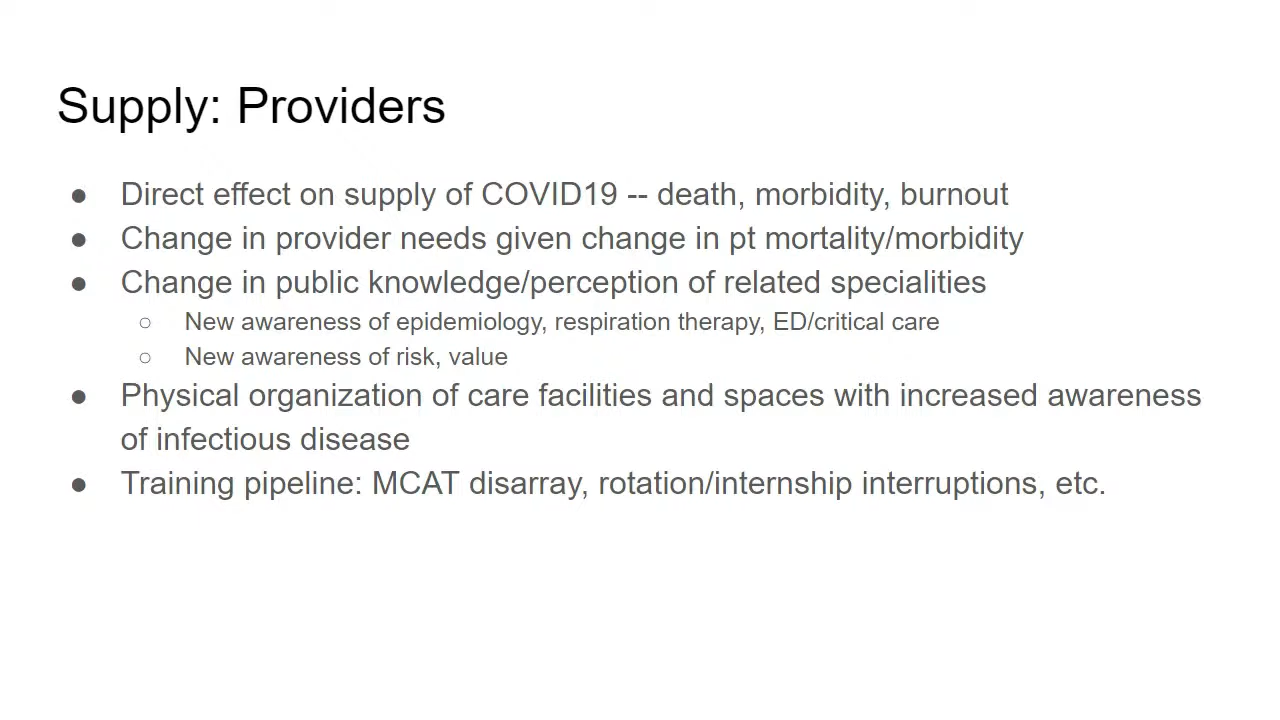 Supply: Providers
● Direct effect on supply of COVID19 -- death, morbidity, burnout
● Change in provider needs given change in pt mortality/morbidity
● Change in public knowledge/perception of related specialities
○ New awareness of epidemiology, respiration therapy, ED/critical care
○ New awareness of risk, value
● Physical organization of care facilities and spaces with increased awareness
of infectious disease
● Training pipeline: MCAT disarray, rotation/internship interruptions, etc.